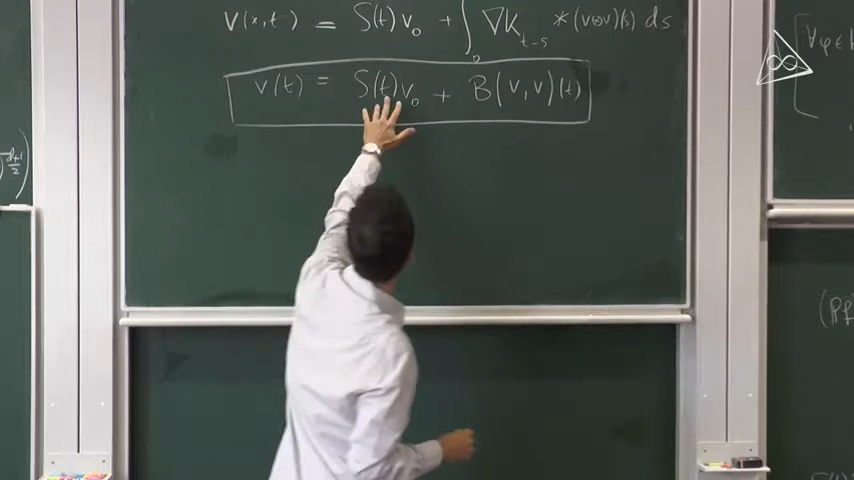 v(x,t) = S(t)v₀ + ∫₀ ∇K_{t-s} *(v⊗v)(s) ds
v(t) = S(t)v₀ + B(v,v)(t)